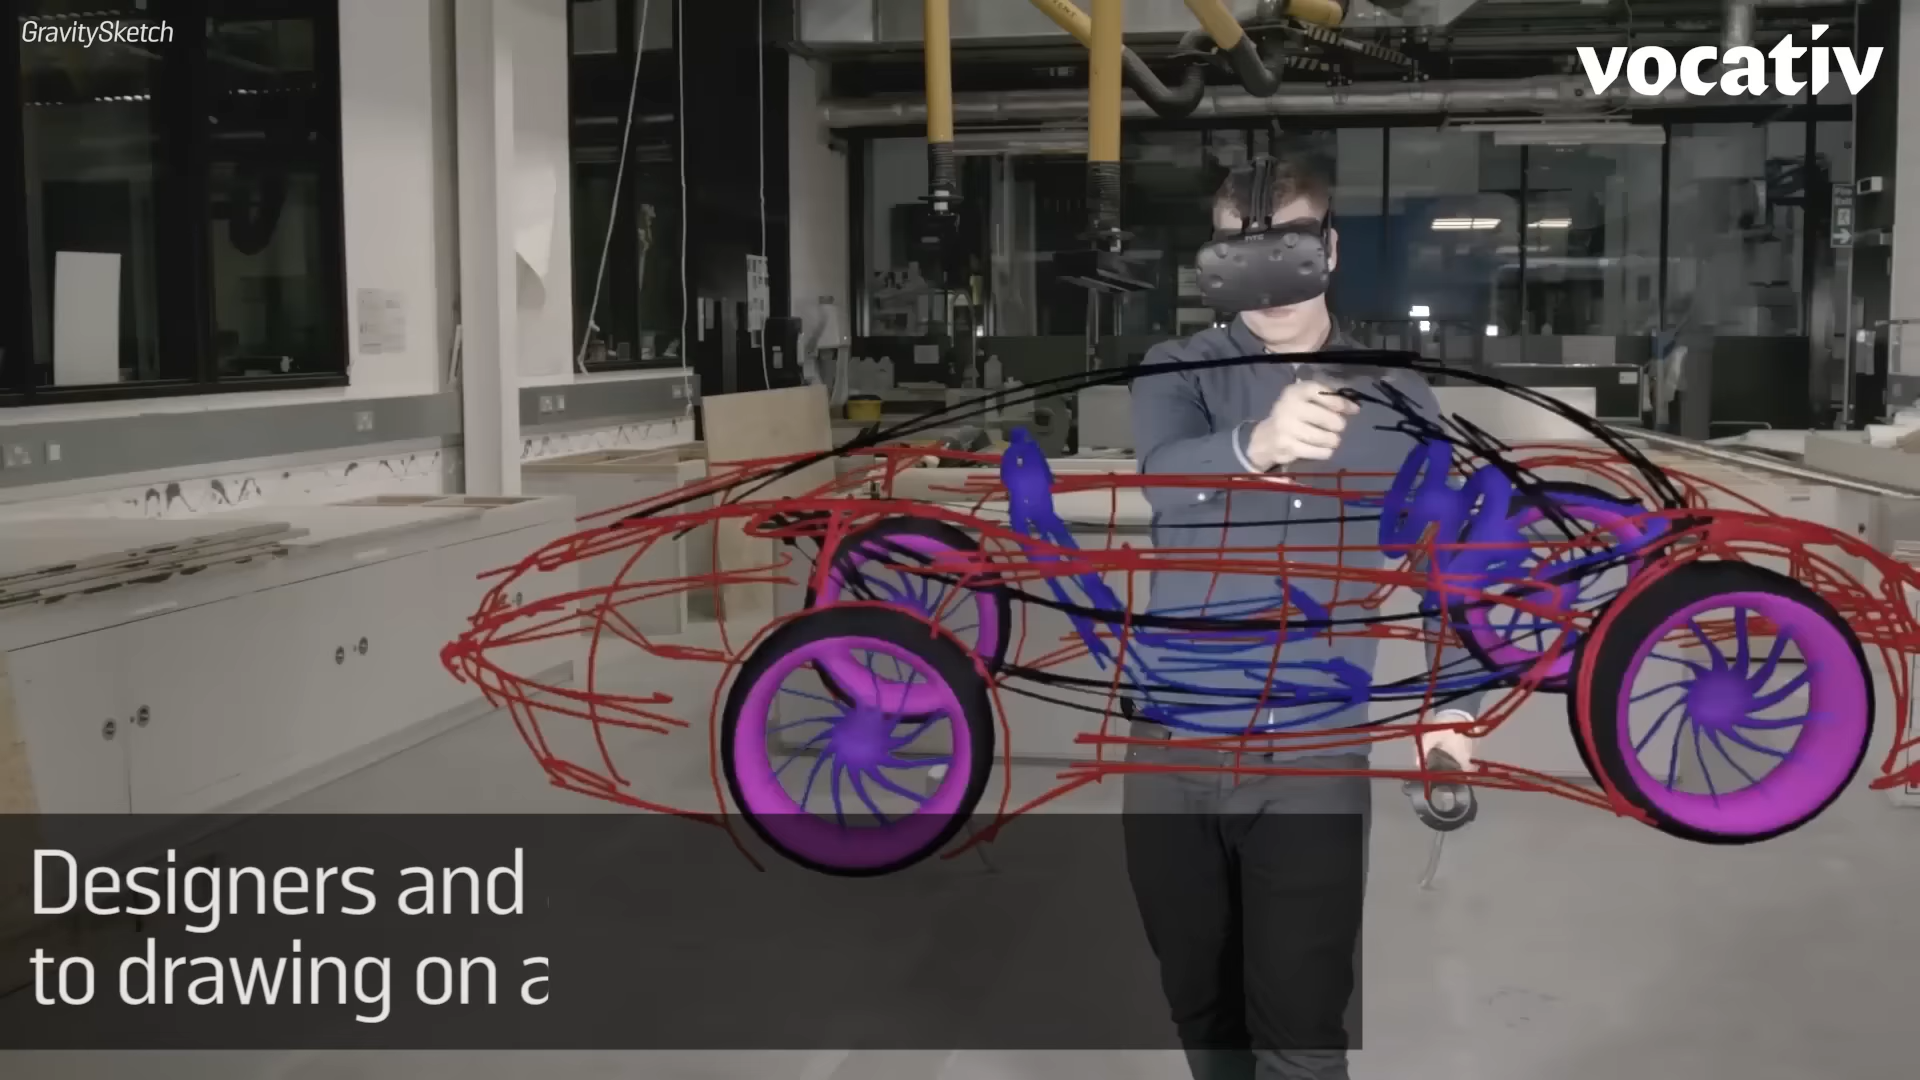 GravitySketch
vocativ
Designers and
to drawing on a